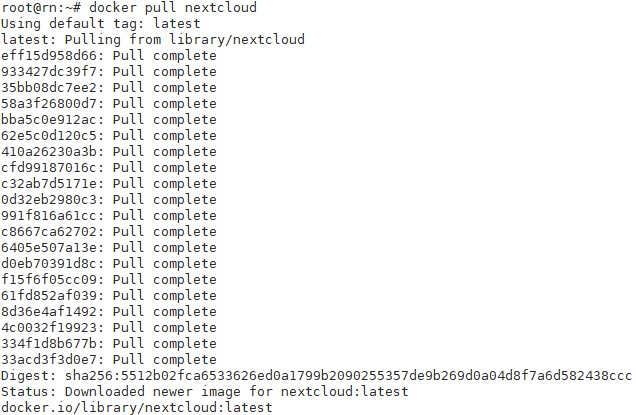 root@rn:~# docker pull nextcloud
Using default tag: latest
latest: Pulling from library/nextcloud
eff15d958d66: Pull complete
933427dc39f7: Pull complete
35bb08dc7ee2: Pull complete
58a3f26800d7: Pull complete
bba5c0e912ac: Pull complete
62e5c0d120c5: Pull complete
410a26230a3b: Pull complete
cfd99187016c: Pull complete
c32ab7d5171e: Pull complete
0d32eb2980c3: Pull complete
991f816a61cc: Pull complete
c8667ca62702: Pull complete
6405e507a13e: Pull complete
d0eb70391d8c: Pull complete
f15f6f05cc09: Pull complete
61fd852af039: Pull complete
8d36e4af1492: Pull complete
4c0032f19923: Pull complete
334f1d8b677b: Pull complete
33acd3f3d0e7: Pull complete
Digest: sha256:5512b02fca6533626ed0a1799b2090255357de9b269d0a04d8f7a6d582438ccc
Status: Downloaded newer image for nextcloud:latest
docker.io/library/nextcloud:latest